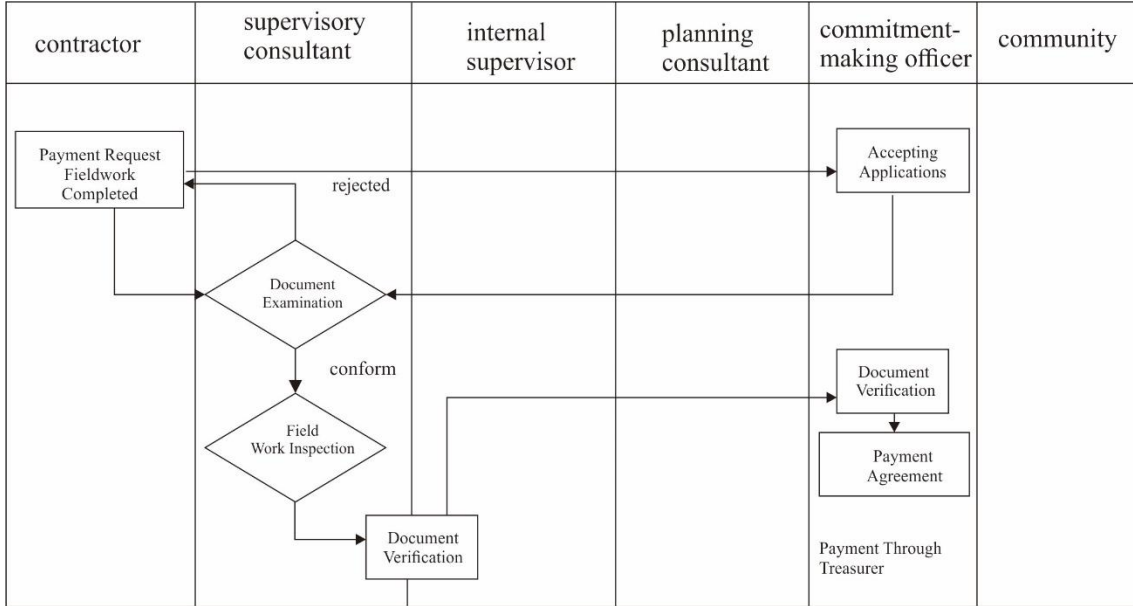 contractor
supervisory
consultant
internal
supervisor
planning
consultant
commitment-
making officer
community
Payment Request
Fieldwork
Completed
Accepting
Applications
rejected
Document
Examination
conform
Document
Verification
Field
Work Inspection
Payment
Agreement
Document
Verification
Payment Through
Treasurer